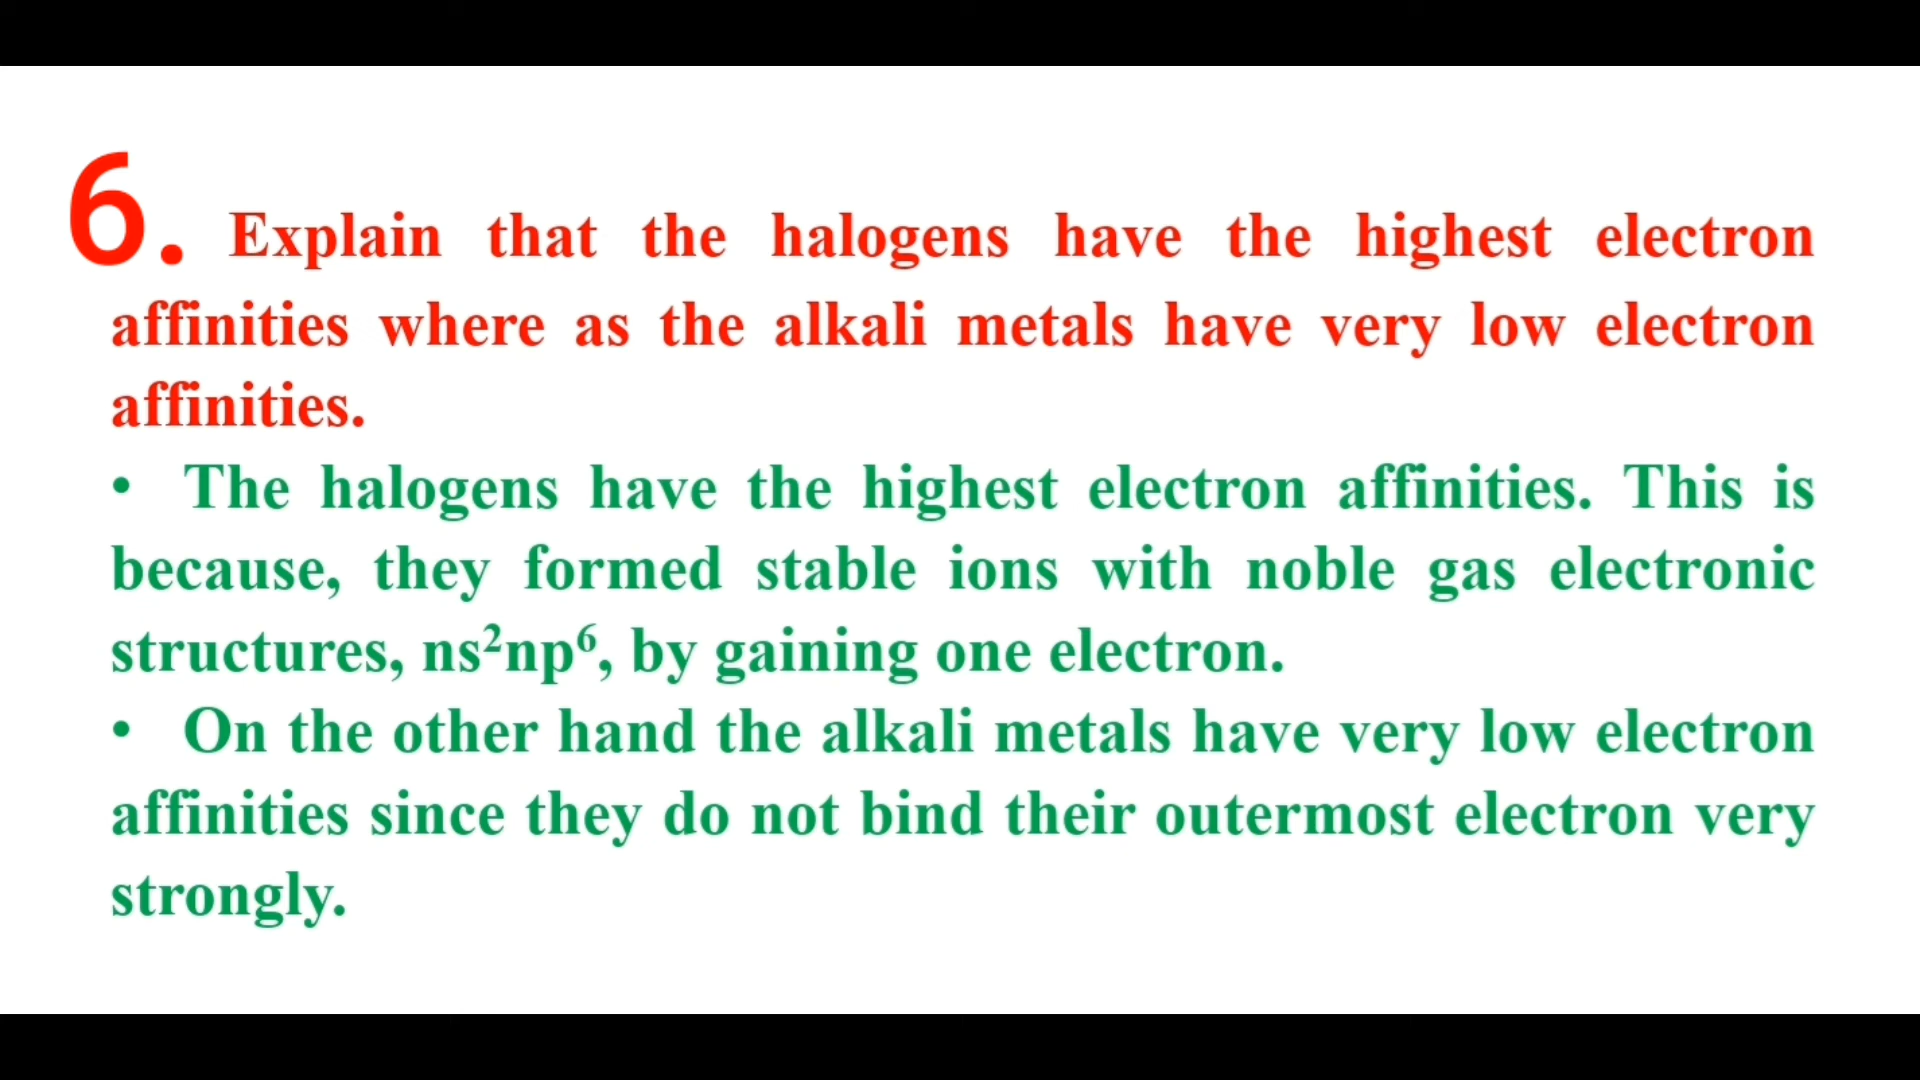 6. Explain that the halogens have the highest electron
affinities where as the alkali metals have very low electron
affinities.
• The halogens have the highest electron affinities. This is
because, they formed stable ions with noble gas electronic
structures, ns²np⁶, by gaining one electron.
• On the other hand the alkali metals have very low electron
affinities since they do not bind their outermost electron very
strongly.